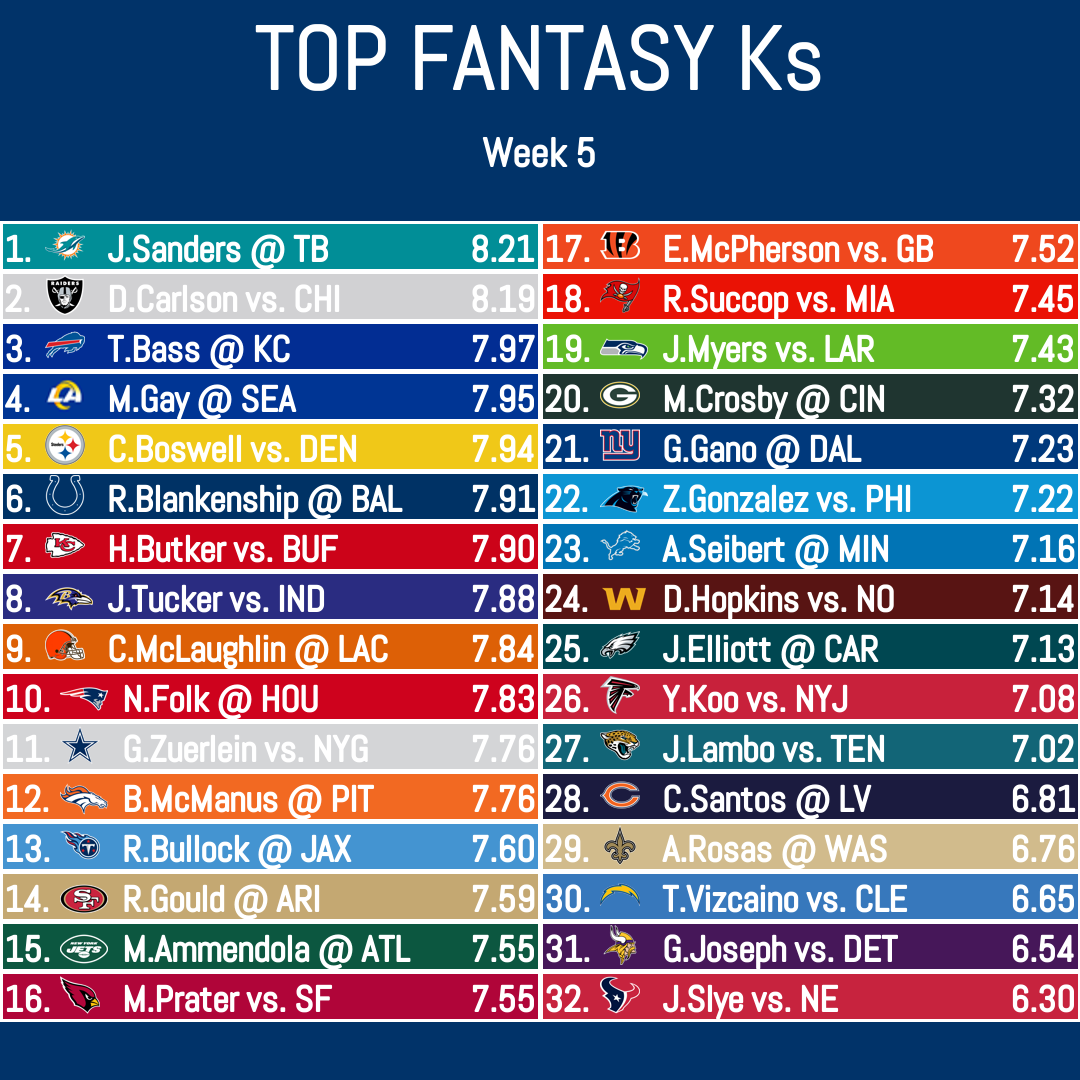 TOP FANTASY Ks
Week 5
1. J.Sanders @ TB 8.21
2. D.Carlson vs. CHI 8.19
3. T.Bass @ KC 7.97
4. M.Gay @ SEA 7.95
5. C.Boswell vs. DEN 7.94
6. R.Blankenship @ BAL 7.91
7. H.Butker vs. BUF 7.90
8. J.Tucker vs. IND 7.88
9. C.McLaughlin @ LAC 7.84
10. N.Folk @ HOU 7.83
11. G.Zuerlein vs. NYG 7.76
12. B.McManus @ PIT 7.76
13. R.Bullock @ JAX 7.60
14. R.Gould @ ARI 7.59
15. M.Ammendola @ ATL 7.55
16. M.Prater vs. SF 7.55
17. E.McPherson vs. GB 7.52
18. R.Succop vs. MIA 7.45
19. J.Myers vs. LAR 7.43
20. M.Crosby @ CIN 7.32
21. G.Gano @ DAL 7.23
22. Z.Gonzalez vs. PHI 7.22
23. A.Seibert @ MIN 7.16
24. D.Hopkins vs. NO 7.14
25. J.Elliott @ CAR 7.13
26. Y.Koo vs. NYJ 7.08
27. J.Lambo vs. TEN 7.02
28. C.Santos @ LV 6.81
29. A.Rosas @ WAS 6.76
30. T.Vizcaino vs. CLE 6.65
31. G.Joseph vs. DET 6.54
32. J.Slye vs. NE 6.30